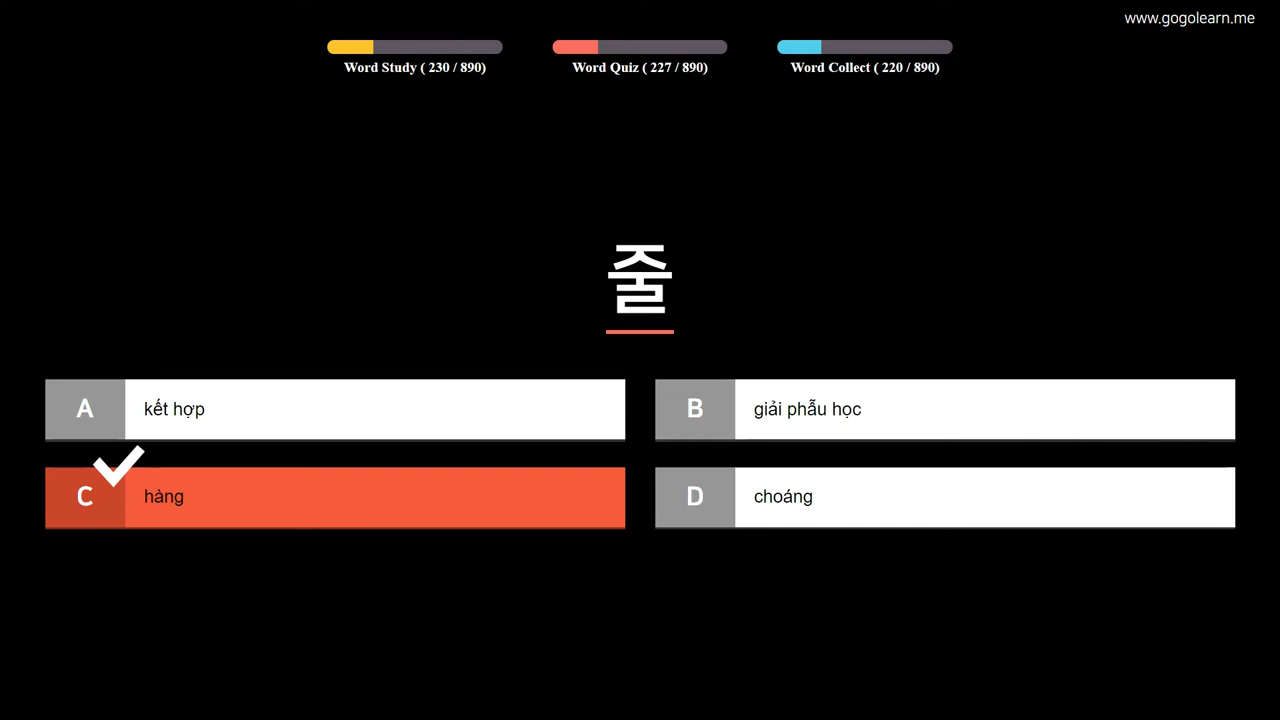 www.gogolearn.me
Word Study ( 230 / 890)
Word Quiz ( 227 / 890)
Word Collect ( 220 / 890)
줄
A kết hợp
B giải phẫu học
C hàng
D choáng